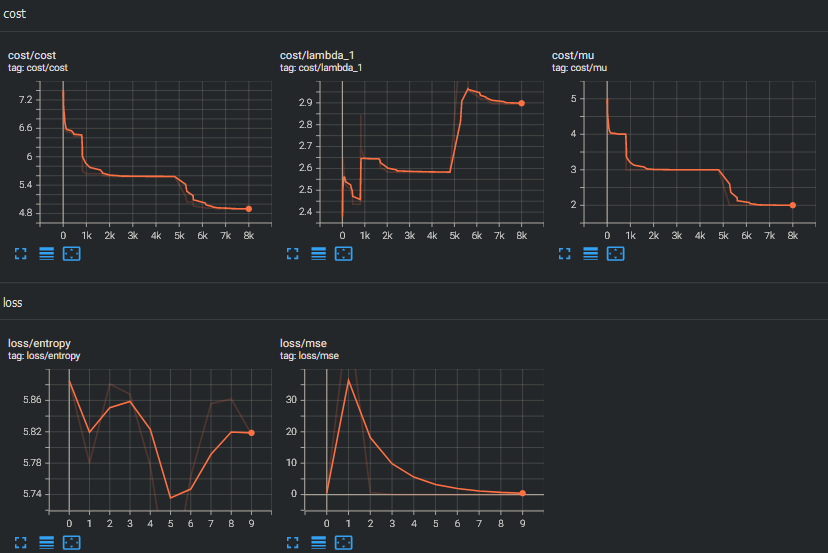 cost
cost/cost
tag: cost/cost
7.2
6.6
6
5.4
4.8
0 1k 2k 3k 4k 5k 6k 7k 8k
cost/lambda_1
tag: cost/lambda_1
2.9
2.8
2.7
2.6
2.5
2.4
0 1k 2k 3k 4k 5k 6k 7k 8k
cost/mu
tag: cost/mu
5
4
3
2
0 1k 2k 3k 4k 5k 6k 7k 8k
loss
loss/entropy
tag: loss/entropy
5.86
5.82
5.78
5.74
0 1 2 3 4 5 6 7 8 9
loss/mse
tag: loss/mse
30
20
10
0
0 1 2 3 4 5 6 7 8 9